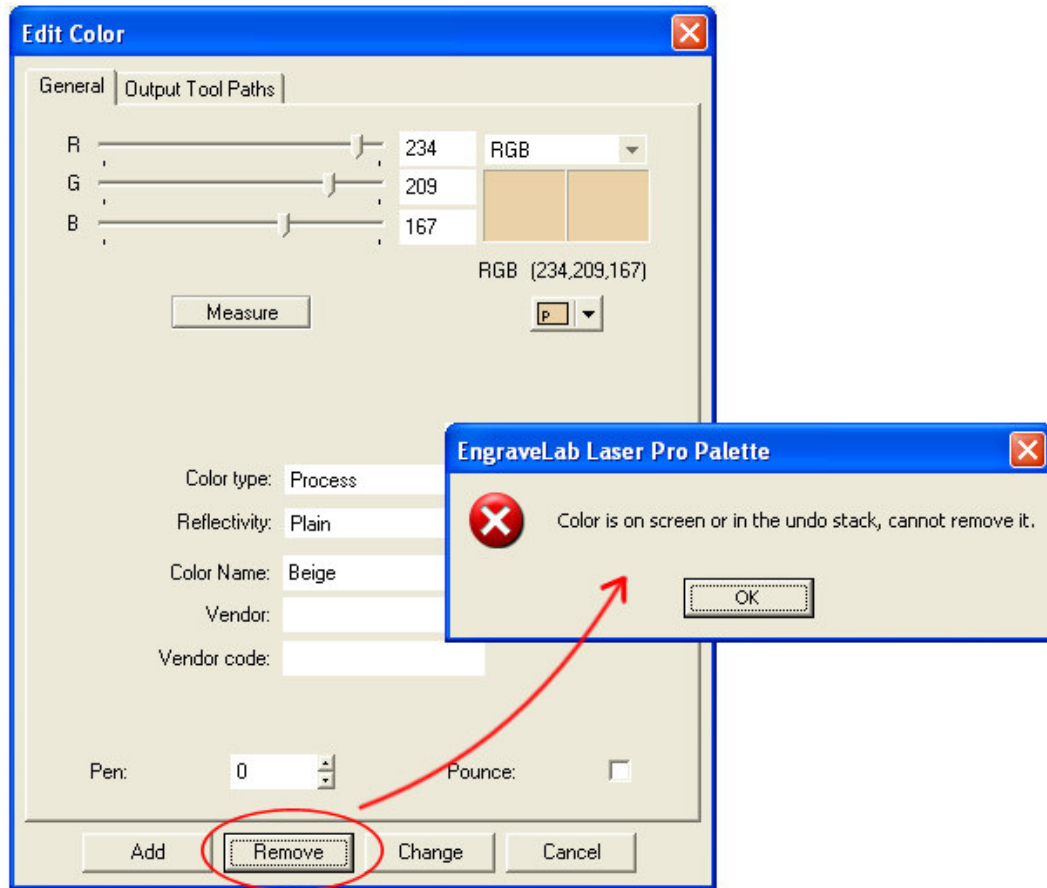 Edit Color
General Output Tool Paths
R 234 RGB
G 209
B 167
RGB (234,209,167)
Measure P
EngraveLab Laser Pro Palette
Color is on screen or in the undo stack, cannot remove it.
OK
Color type: Process
Reflectivity: Plain
Color Name: Beige
Vendor:
Vendor code:
Pen: 0 Pounce:
Add Remove Change Cancel